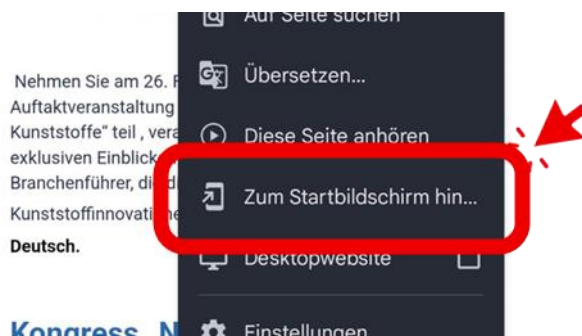 Auf Seite suchen
Nehmen Sie am 26.
Übersetzen...
Auftaktveranstaltung
Kunststoffe“ teil , vera
Diese Seite anhören
exklusiven Einblick
Branchenführer, die d
Zum Startbildschirm hin...
Kunststoffinnovati
Deutsch.
Desktopwebsite
Kongress N
Einstellungen